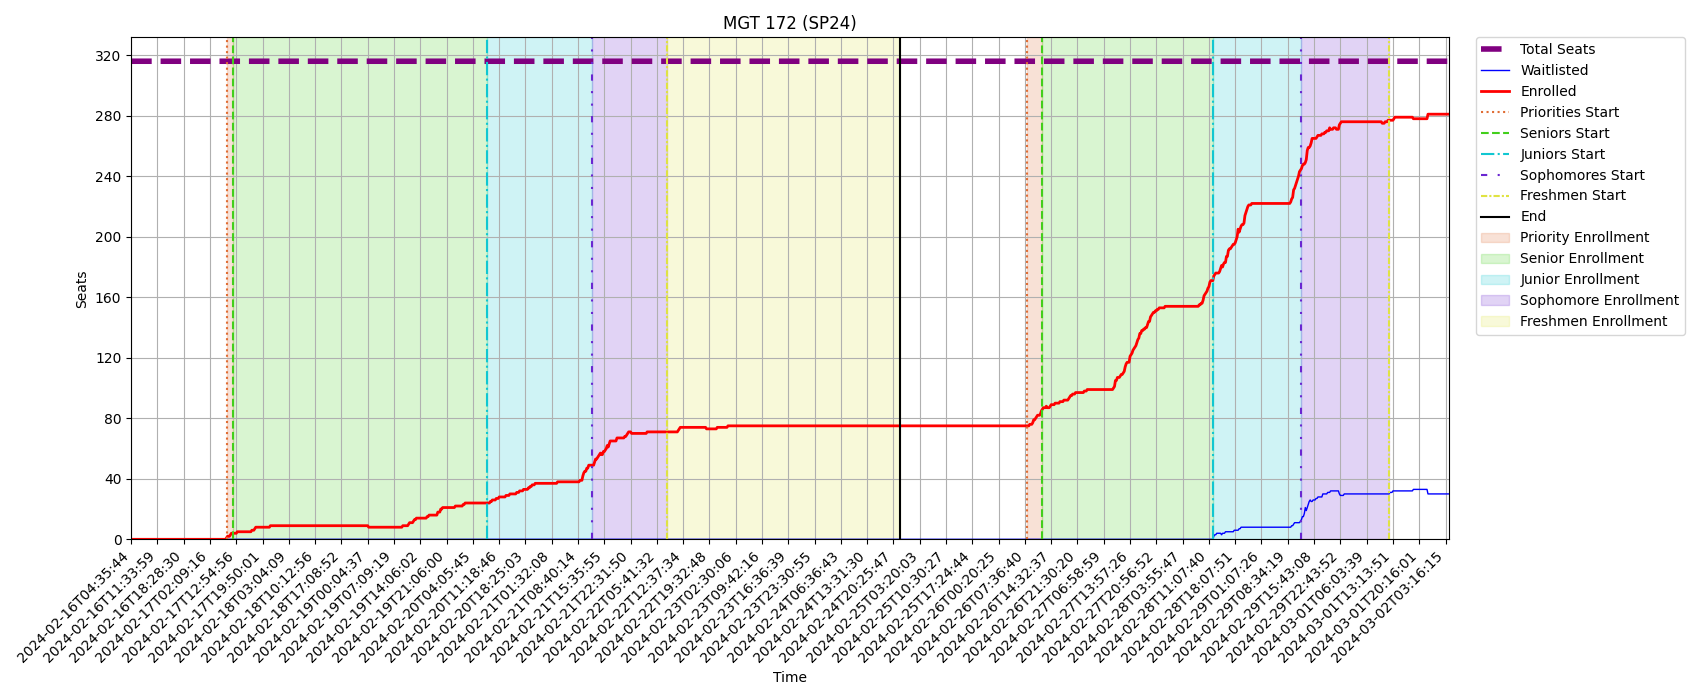 MGT 172 (SP24)
Seats
320
280
240
200
160
120
80
40
0
2024-02-16T04:35:44
2024-02-16T11:33:59
2024-02-16T18:28:30
2024-02-17T02:09:16
2024-02-17T12:54:56
2024-02-17T19:50:01
2024-02-18T03:04:09
2024-02-18T10:12:56
2024-02-18T17:08:52
2024-02-19T00:04:37
2024-02-19T07:09:19
2024-02-19T14:06:02
2024-02-19T21:06:00
2024-02-20T04:05:45
2024-02-20T11:18:46
2024-02-20T18:25:03
2024-02-21T01:32:08
2024-02-21T08:40:14
2024-02-21T15:35:55
2024-02-21T22:31:50
2024-02-22T05:41:32
2024-02-22T12:37:34
2024-02-22T19:32:48
2024-02-23T02:30:06
2024-02-23T09:42:16
2024-02-23T16:36:39
2024-02-23T23:30:55
2024-02-24T06:36:43
2024-02-24T13:31:30
2024-02-24T20:25:47
2024-02-25T03:20:03
2024-02-25T10:30:27
2024-02-25T17:24:44
2024-02-26T00:20:25
2024-02-26T07:36:40
2024-02-26T14:32:37
2024-02-26T21:30:20
2024-02-27T06:58:59
2024-02-27T13:57:26
2024-02-27T20:56:52
2024-02-28T03:55:47
2024-02-28T11:07:40
2024-02-28T18:07:51
2024-02-29T01:07:26
2024-02-29T08:34:19
2024-02-29T15:43:08
2024-02-29T22:43:52
2024-03-01T06:03:39
2024-03-01T13:13:51
2024-03-01T20:16:01
2024-03-02T03:16:15
Time
Total Seats
Waitlisted
Enrolled
Priorities Start
Seniors Start
Juniors Start
Sophomores Start
Freshmen Start
End
Priority Enrollment
Senior Enrollment
Junior Enrollment
Sophomore Enrollment
Freshmen Enrollment